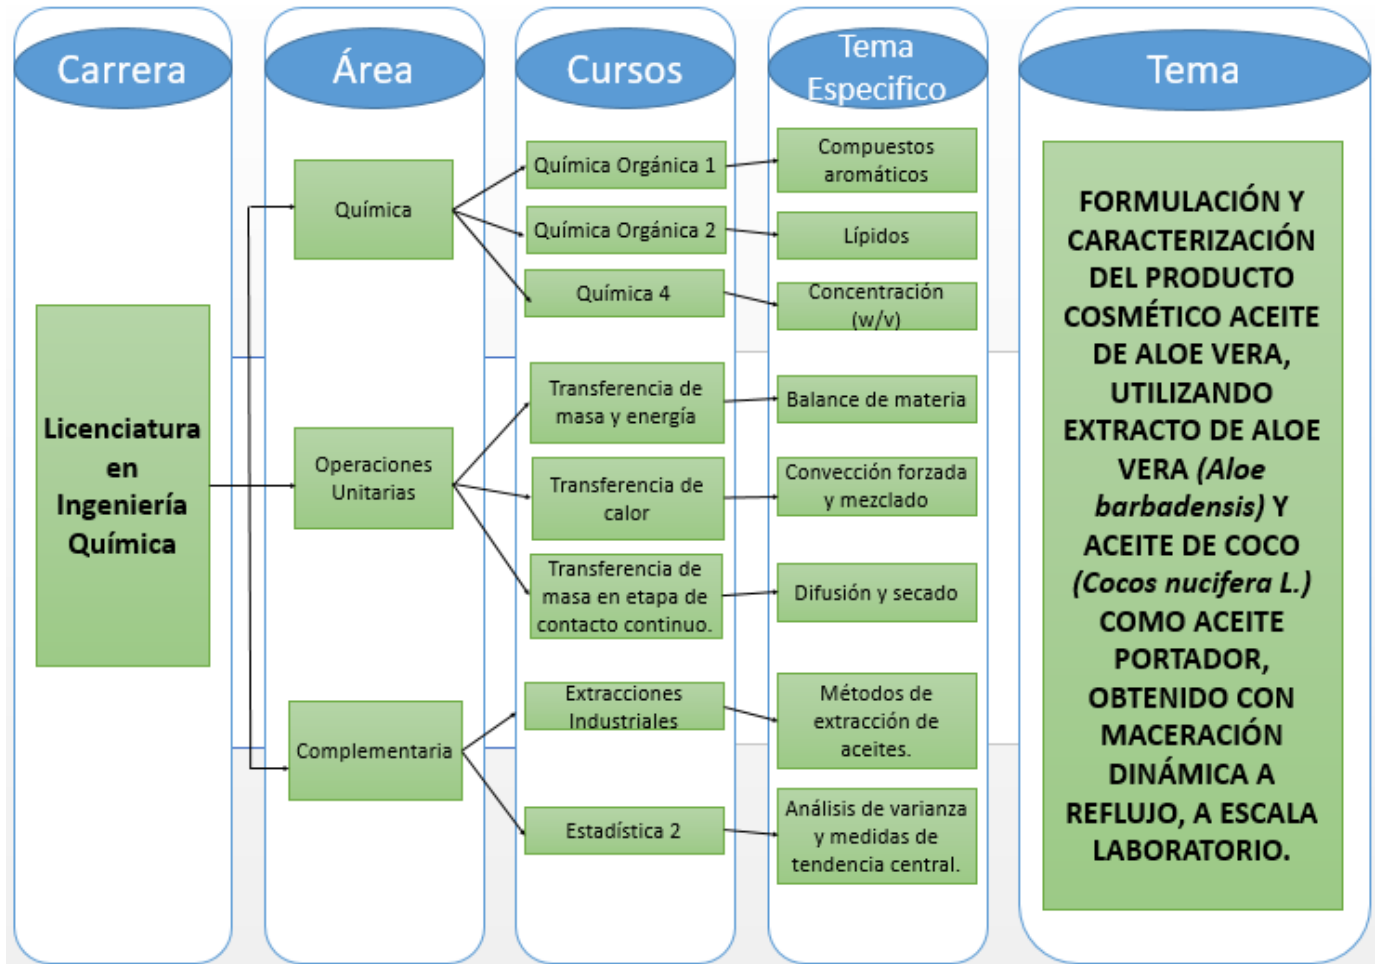 Carrera
Área
Cursos
Tema
Especifico
Tema
Licenciatura
en
Ingeniería
Química
Química
Operaciones
Unitarias
Complementaria
Química Orgánica 1
Química Orgánica 2
Química 4
Transferencia de
masa y energía
Transferencia de
calor
Transferencia de
masa en etapa de
contacto continuo.
Extracciones
Industriales
Estadística 2
Compuestos
aromáticos
Lípidos
Concentración
(w/v)
Balance de materia
Convección forzada
y mezclado
Difusión y secado
Métodos de
extracción de
aceites.
Análisis de varianza
y medidas de
tendencia central.
FORMULACIÓN Y
CARACTERIZACIÓN
DEL PRODUCTO
COSMÉTICO ACEITE
DE ALOE VERA,
UTILIZANDO
EXTRACTO DE ALOE
VERA (Aloe
barbadensis) Y
ACEITE DE COCO
(Cocos nucifera L.)
COMO ACEITE
PORTADOR,
OBTENIDO CON
MACERACIÓN
DINÁMICA A
REFLUJO, A ESCALA
LABORATORIO.